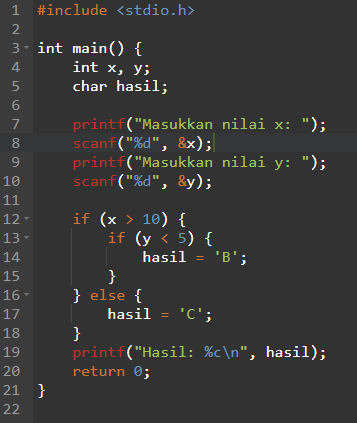 1 #include <stdio.h>
2
3 int main() {
4     int x, y;
5     char hasil;
6
7     printf("Masukkan nilai x: ");
8     scanf("%d", &x);
9     printf("Masukkan nilai y: ");
10     scanf("%d", &y);
11
12     if (x > 10) {
13         if (y < 5) {
14             hasil = 'B';
15         }
16     } else {
17         hasil = 'C';
18     }
19     printf("Hasil: %c\n", hasil);
20     return 0;
21 }
22